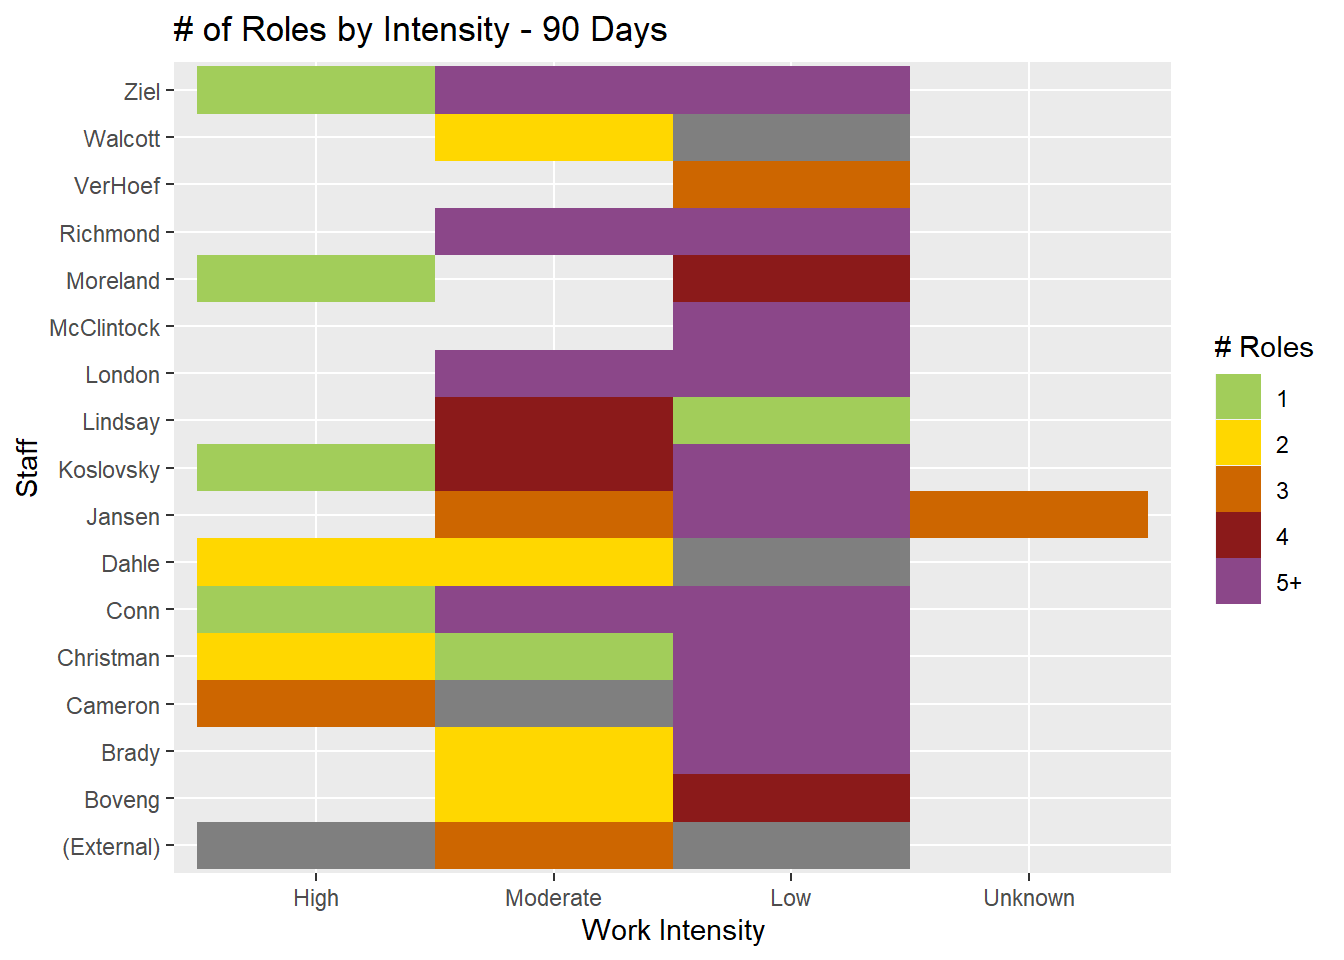 # of Roles by Intensity - 90 Days
Ziel
Walcott
VerHoef
Richmond
Moreland
McClintock
London
Lindsay
Koslovsky
Jansen
Dahle
Conn
Christman
Cameron
Brady
Boveng
(External)
Staff
High
Moderate
Low
Unknown
Work Intensity
# Roles
1
2
3
4
5+